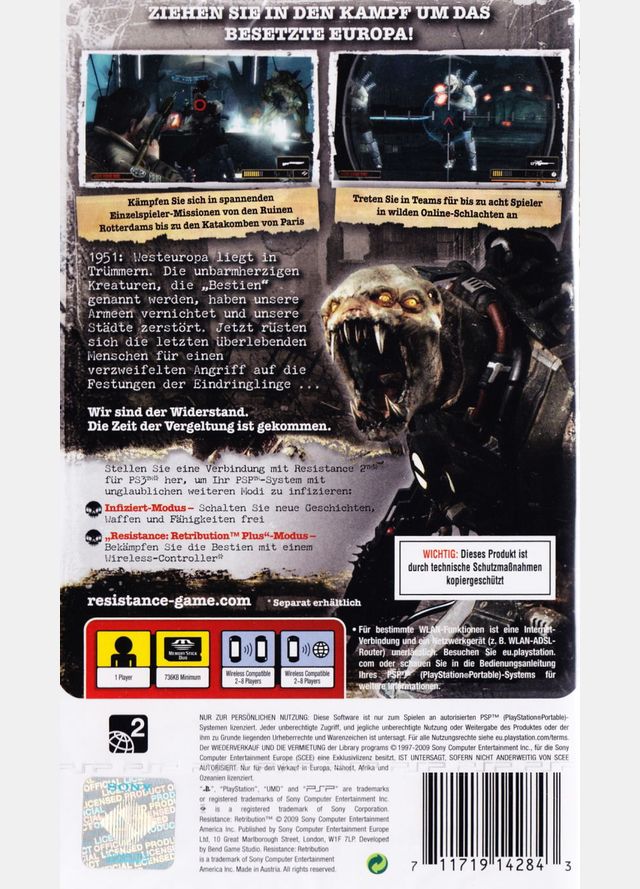 ZIEHEN SIE IN DEN KAMPF UM DAS
BESETZTE EUROPA!
Kämpfen Sie sich in spannenden
Einzelspieler-Missionen von den Ruinen
Rotterdams bis zu den Katakomben von Paris
Treten Sie in Teams für bis zu acht Spieler
in wilden Online-Schlachten an
1951: Westeuropa liegt in
Trümmern. Die unbarmherzigen
Kreaturen, die „Bestien“
genannt werden, haben unsere
Armeen vernichtet und unsere
Städte zerstört. Jetzt rüsten
sich die letzten überlebenden
Menschen für einen
verzweifelten Angriff auf die
Festungen der Eindringlinge ...
Wir sind der Widerstand.
Die Zeit der Vergeltung ist gekommen.
Stellen Sie eine Verbindung mit Resistance 2™*
für PS3™* her, um Ihr PSP™-System mit
unglaublichen weiteren Modi zu infizieren:
Infiziert-Modus – Schalten Sie neue Geschichten,
Waffen und Fähigkeiten frei
„Resistance: Retribution™ Plus“-Modus –
Bekämpfen Sie die Bestien mit einem
Wireless-Controller*
WICHTIG: Dieses Produkt ist
durch technische Schutzmaßnahmen
kopiergeschützt
resistance-game.com
*Separat erhältlich
1 Player
MEMORY STICK DUO
736KB Minimum
Wireless Compatible
2-8 Players
Wireless Compatible
2-8 Players
• Für bestimmte WLAN-Funktionen ist eine Internet-
Verbindung und ein Netzwerkgerät (z. B. WLAN-ADSL-
Router) unerlässlich. Besuchen Sie eu.playstation.
com oder schauen Sie in die Bedienungsanleitung
Ihres PSP™ (PlayStation®Portable)-Systems für
weitere Informationen.
2
NUR ZUR PERSÖNLICHEN NUTZUNG: Diese Software ist nur zum Spielen an autorisierten PSP™ (PlayStation®Portable)-
Systemen lizenziert. Jeder unberechtigte Zugriff, und jegliche unberechtigte Nutzung oder Weitergabe des Produktes oder der
ihm zu Grunde liegenden Urheberrechte und Warenzeichen ist untersagt. Für alle Nutzungsrechte siehe eu.playstation.com/terms.
Der WIEDERVERKAUF UND DIE VERMIETUNG der Library programs © 1997-2009 Sony Computer Entertainment Inc., für die Sony
Computer Entertainment Europe (SCEE) eine Exklusivlizenz besitzt, IST UNTERSAGT, SOFERN NICHT ANDERWEITIG VON SCEE
AUTORISIERT. Nur für den Verkauf in Europa, Nahost, Afrika und
Ozeanien lizenziert.
SONY
OFFICIAL
LICENSED PRODUCT
“ ”, “PlayStation”, “UMD” and “PSP” are trademarks
or registered trademarks of Sony Computer Entertainment Inc.
“ ” is a registered trademark of Sony Corporation.
Resistance: Retribution™ © 2009 Sony Computer Entertainment
America Inc. Published by Sony Computer Entertainment Europe
Ltd, 10 Great Marlborough Street, London, W1F 7LP. Developed
by Bend Game Studio. Resistance: Retribution
is a trademark of Sony Computer Entertainment
America Inc. Made in Austria. All rights reserved.
7 11719 14284 3